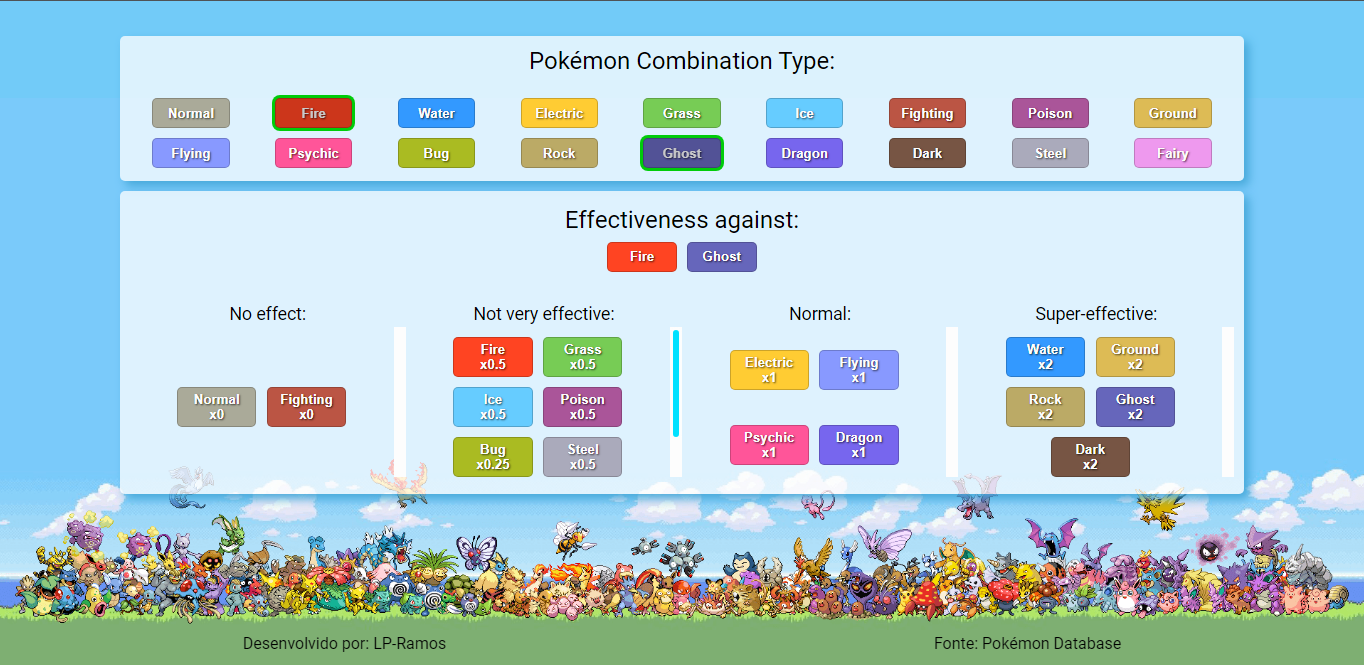 Pokémon Combination Type:
Normal Fire Water Electric Grass Ice Fighting Poison Ground
Flying Psychic Bug Rock Ghost Dragon Dark Steel Fairy
Effectiveness against:
Fire Ghost
No effect:
Normal
x0
Fighting
x0
Not very effective:
Fire
x0.5
Grass
x0.5
Ice
x0.5
Poison
x0.5
Bug
x0.25
Steel
x0.5
Normal:
Electric
x1
Flying
x1
Psychic
x1
Dragon
x1
Super-effective:
Water
x2
Ground
x2
Rock
x2
Ghost
x2
Dark
x2
Desenvolvido por: LP-Ramos
Fonte: Pokémon Database